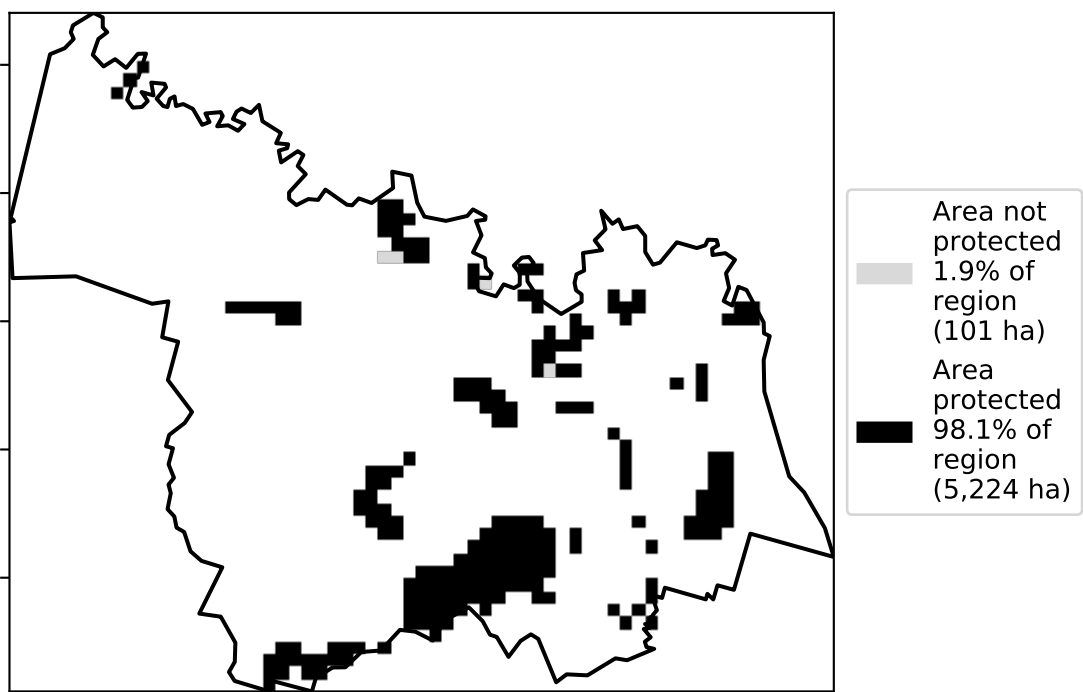 Area not
protected
1.9% of
region
(101 ha)
Area
protected
98.1% of
region
(5,224 ha)